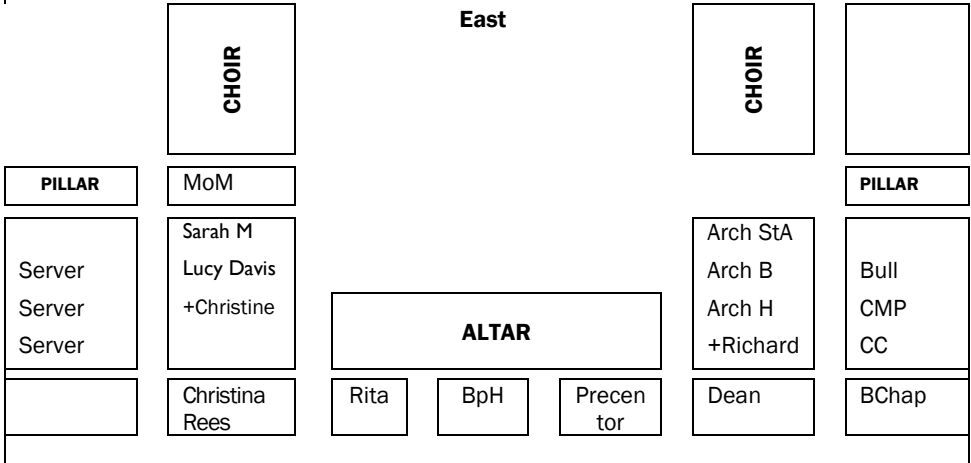 East
CHOIR
CHOIR
PILLAR
MoM
PILLAR
Sarah M
Arch StA
Server
Lucy Davis
Arch B
Bull
Server
+Christine
Arch H
CMP
Server
ALTAR
+Richard
CC
Christina
Rees
Rita
BpH
Precen
tor
Dean
BChap